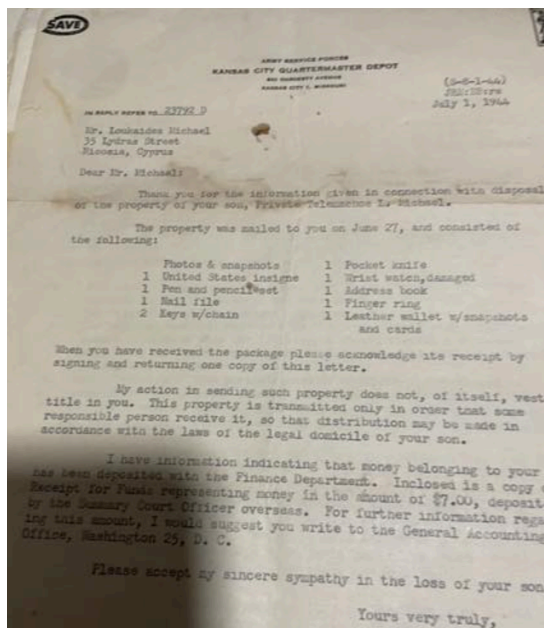 SAVE
ARMY SERVICE FORCES
KANSAS CITY QUARTERMASTER DEPOT
KANSAS CITY 1, MISSOURI
July 1, 1944
IN REPLY REFER TO 23792 D
Mr. Loukaides Michael
35 Lydras Street
Nicosia, Cyprus
Dear Mr. Michael:
Thank you for the information given in connection with disposal
of the property of your son, Private Telemachos L. Michael.
The property was mailed to you on June 27, and consisted of
the following:
Photos & snapshots
1 United States insigne
1 Pen and pencil set
1 Nail file
2 Keys w/chain
1 Pocket knife
1 Wrist watch, damaged
1 Address book
1 Finger ring
1 Leather wallet w/snapshots
and cards
When you have received the package please acknowledge its receipt by
signing and returning one copy of this letter.
My action in sending such property does not, of itself, vest
title in you. This property is transmitted only in order that some
responsible person receive it, so that distribution may be made in
accordance with the laws of the legal domicile of your son.
I have information indicating that money belonging to your
has been deposited with the Finance Department. Inclosed is a copy
Receipt for Funds representing money in the amount of $7.00, deposit
by the Summary Court Officer overseas. For further information rega
ing this amount, I would suggest you write to the General Accounting
Office, Washington 25, D. C.
Please accept my sincere sympathy in the loss of your son
Yours very truly,